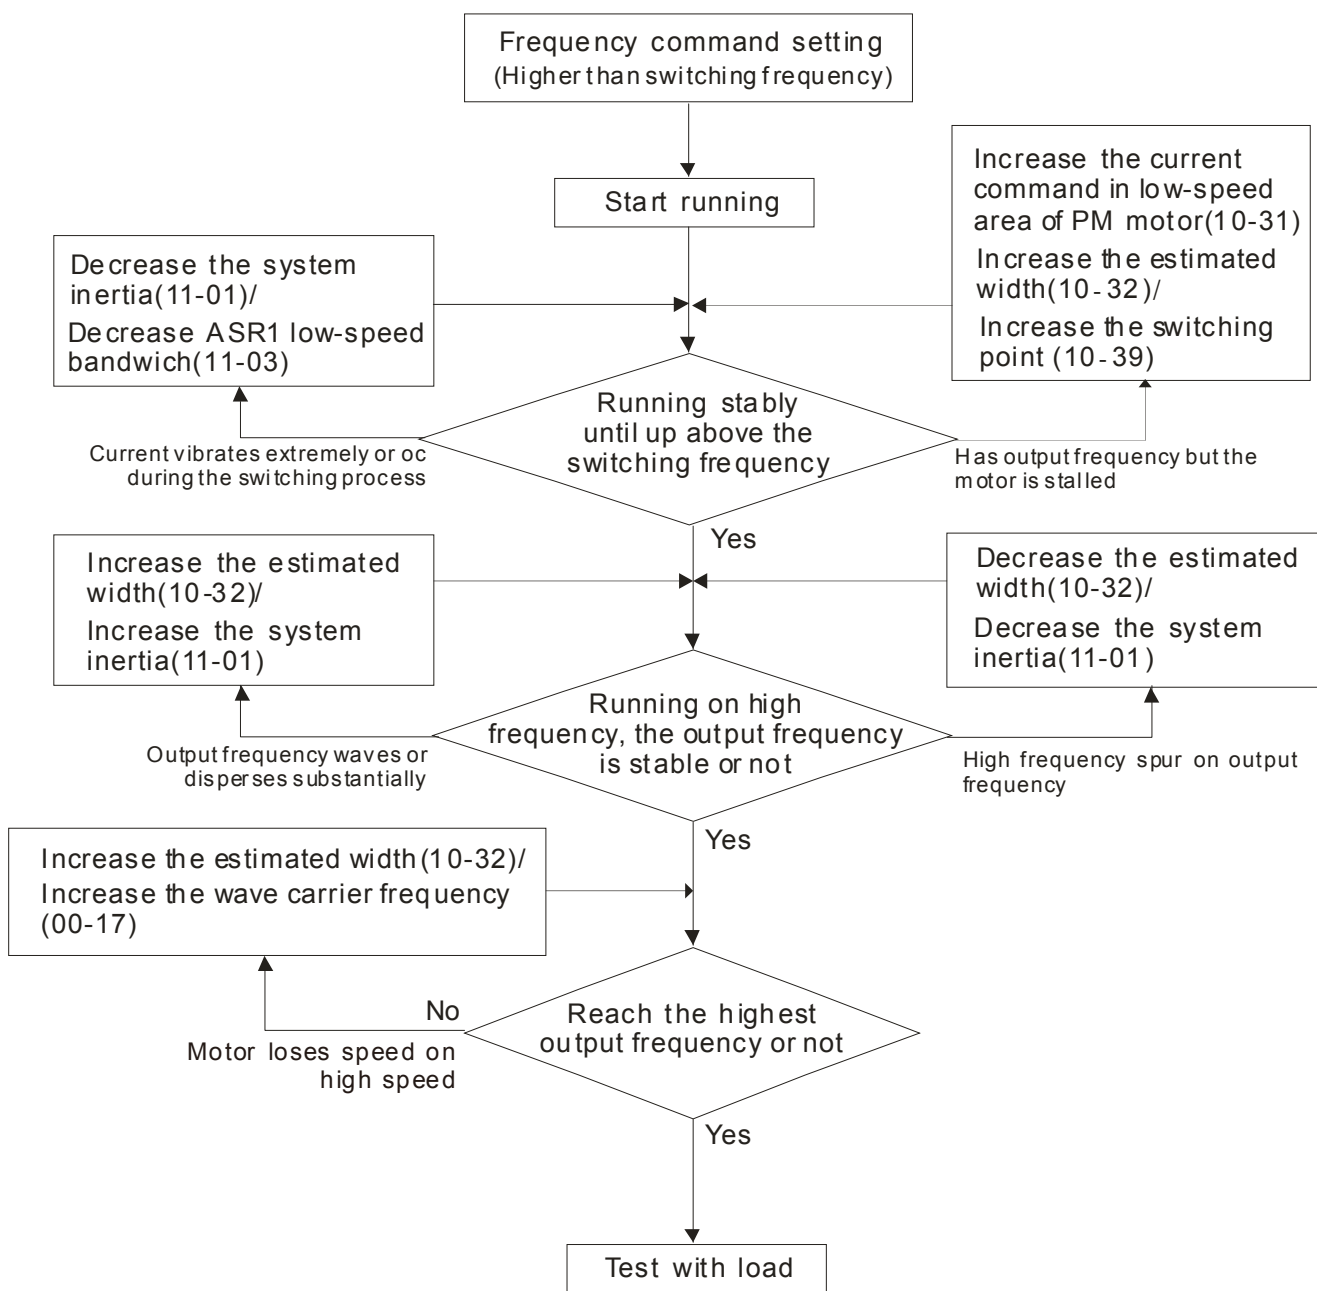 Frequency command setting
(Higher than switching frequency)
Start running
Increase the current
command in low-speed
area of PM motor(10-31)
Increase the estimated
width(10-32)/
Increase the switching
point (10-39)
Decrease the system
inertia(11-01)/
Decrease ASR1 low-speed
bandwich(11-03)
Running stably
until up above the
switching frequency
Current vibrates extremely or oc
during the switching process
Has output frequency but the
motor is stalled
Yes
Increase the estimated
width(10-32)/
Increase the system
inertia(11-01)
Decrease the estimated
width(10-32)/
Decrease the system
inertia(11-01)
Running on high
frequency, the output frequency
is stable or not
Output frequency waves or
disperses substantially
High frequency spur on output
frequency
Yes
Increase the estimated width(10-32)/
Increase the wave carrier frequency
(00-17)
No
Reach the highest
output frequency or not
Motor loses speed on
high speed
Yes
Test with load